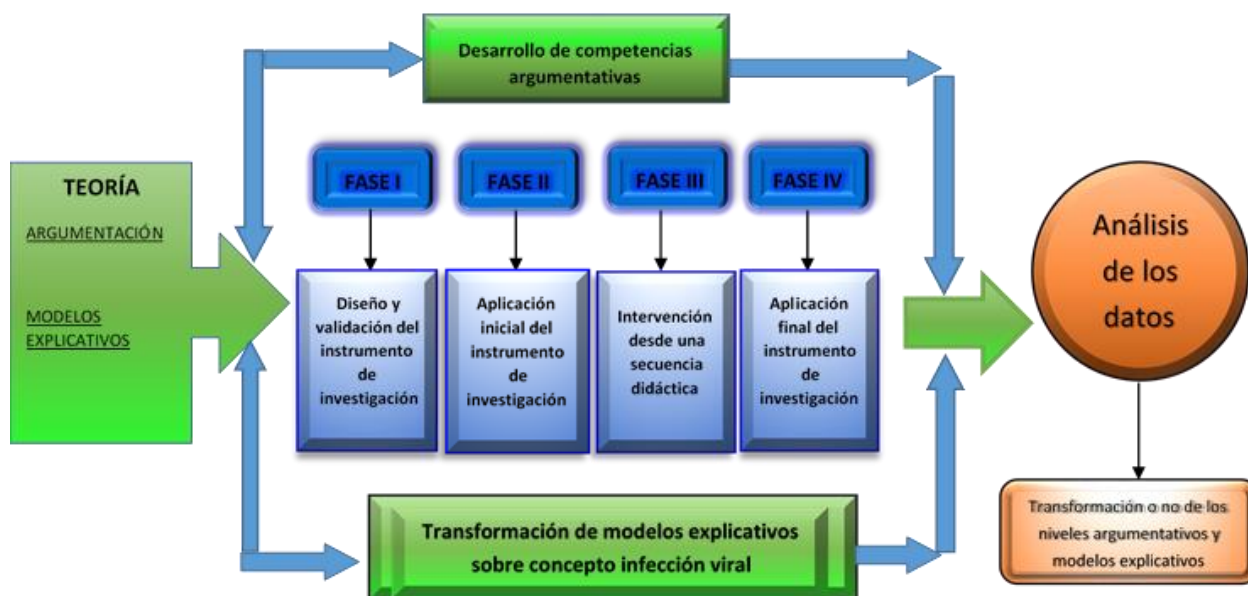 Desarrollo de competencias
argumentativas
TEORÍA
ARGUMENTACIÓN
MODELOS
EXPLICATIVOS
FASE I
FASE II
FASE III
FASE IV
Diseño y
validación del
instrumento
de
investigación
Aplicación
inicial del
instrumento
de
investigación
Intervención
desde una
secuencia
didáctica
Aplicación
final del
instrumento
de
investigación
Análisis
de los
datos
Transformación de modelos explicativos
sobre concepto infección viral
Transformación o no de los
niveles argumentativos y
modelos explicativos